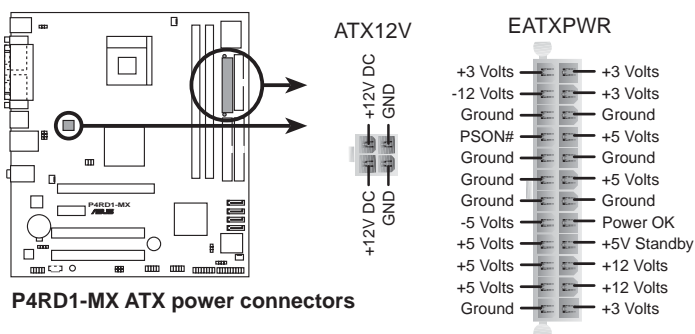 ATX12V
EATXPWR
+12V DC
GND
+12V DC
GND
+3 Volts
-12 Volts
Ground
PSON#
Ground
Ground
Ground
-5 Volts
+5 Volts
+5 Volts
+5 Volts
Ground
+3 Volts
+3 Volts
Ground
+5 Volts
Ground
+5 Volts
Ground
Power OK
+5V Standby
+12 Volts
+12 Volts
+3 Volts
P4RD1-MX
ASUS
P4RD1-MX ATX power connectors